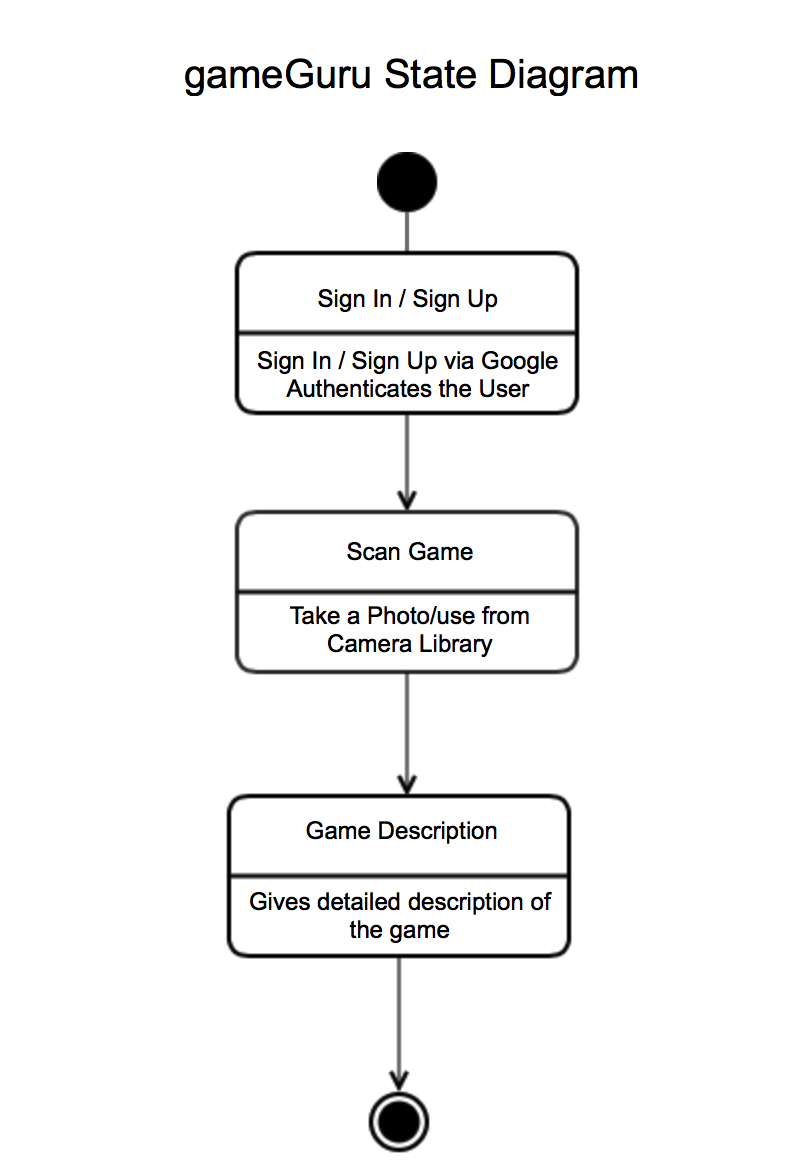 gameGuru State Diagram
Sign In / Sign Up
Sign In / Sign Up via Google
Authenticates the User
Scan Game
Take a Photo/use from
Camera Library
Game Description
Gives detailed description of
the game